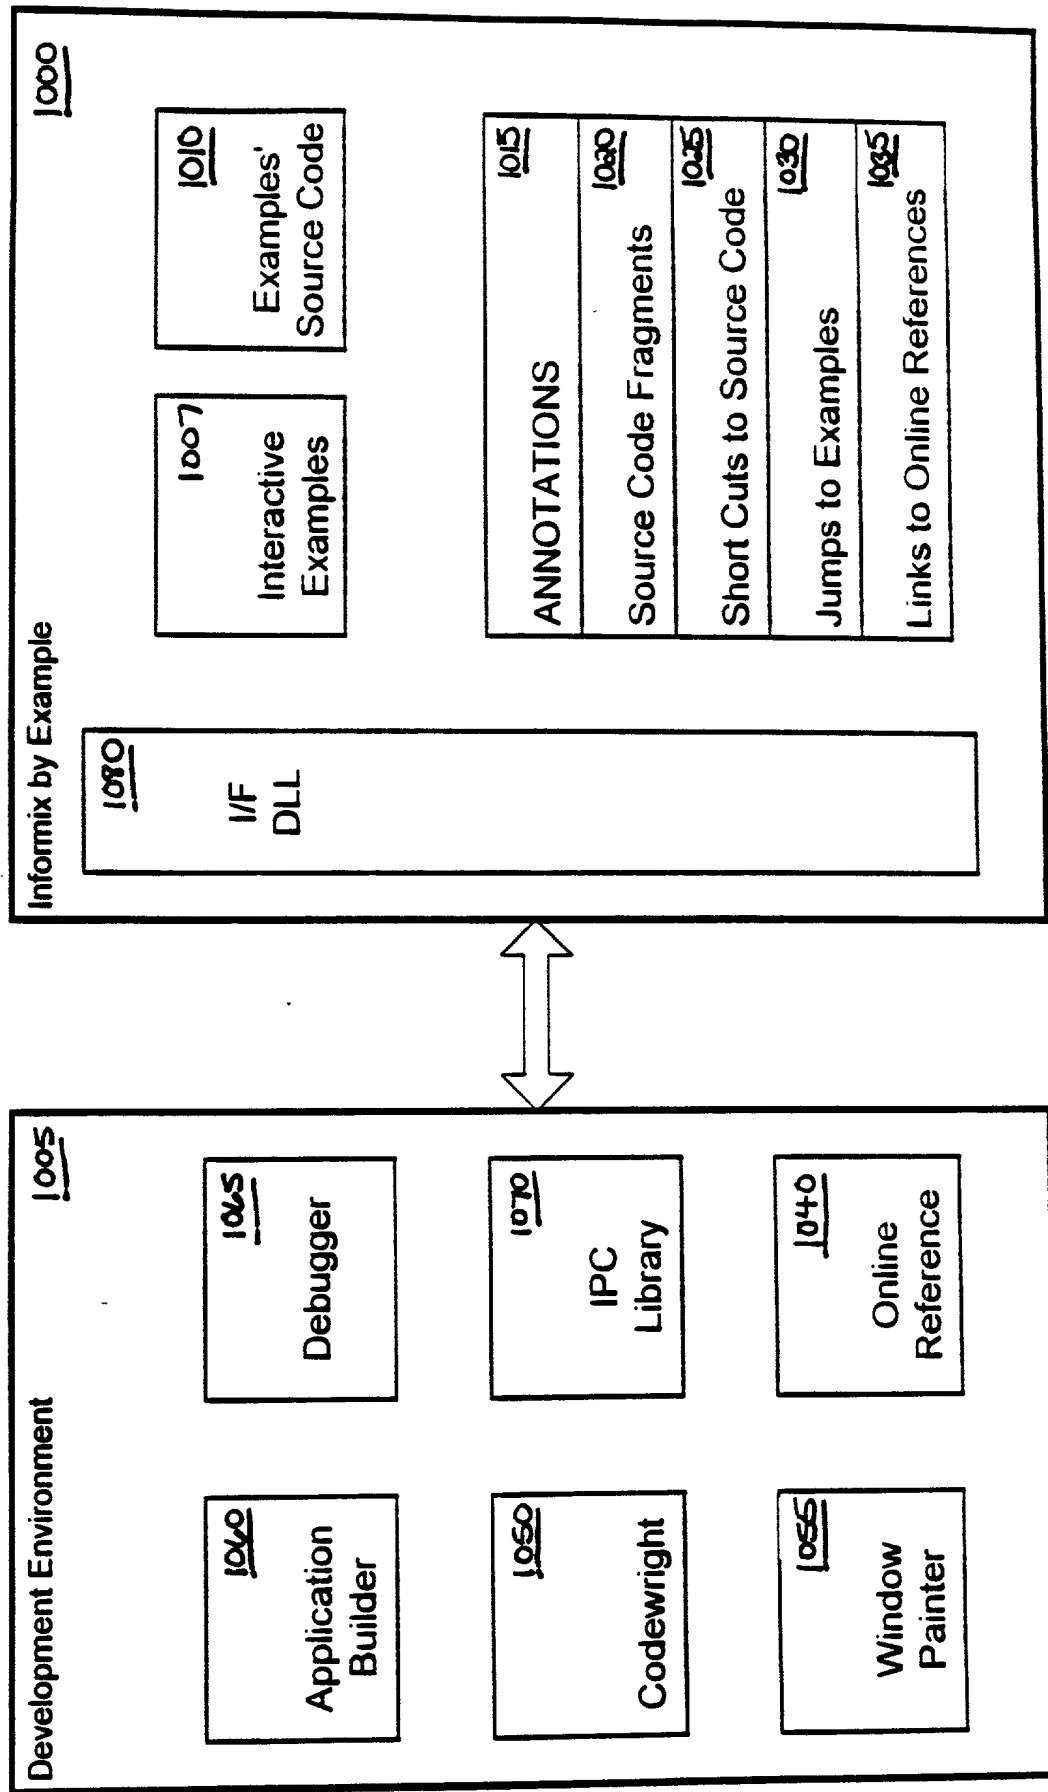 Development Environment
1005
Application
Builder
1060
Debugger
1065
Codewright
1050
IPC
Library
1070
Window
Painter
1055
Online
Reference
1040
Informix by Example
1000
1080
I/F
DLL
1007
Interactive
Examples
1010
Examples'
Source Code
ANNOTATIONS
1015
Source Code Fragments
1020
Short Cuts to Source Code
1025
Jumps to Examples
1030
Links to Online References
1035